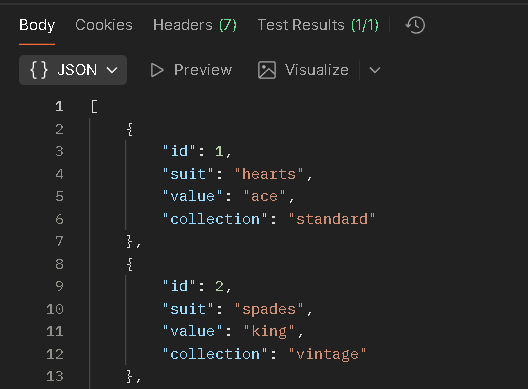 Body Cookies Headers (7) Test Results (1/1)
{} JSON Preview Visualize
1 [
2 {
3 "id": 1,
4 "suit": "hearts",
5 "value": "ace",
6 "collection": "standard"
7 },
8 {
9 "id": 2,
10 "suit": "spades",
11 "value": "king",
12 "collection": "vintage"
13 },